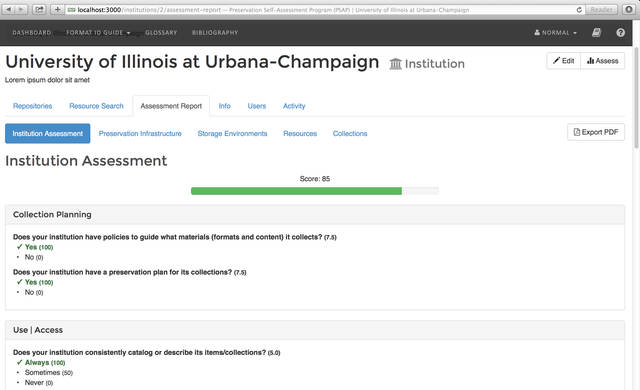 localhost:3000/institutions/2/assessment-report — Preservation Self-Assessment Program (PSAP) | University of Illinois at Urbana-Champaign
Reader
DASHBOARD FORMAT ID GUIDE GLOSSARY BIBLIOGRAPHY NORMAL
University of Illinois at Urbana-Champaign Institution
Edit Assess
Lorem ipsum dolor sit amet
Repositories Resource Search Assessment Report Info Users Activity
Institution Assessment Preservation Infrastructure Storage Environments Resources Collections Export PDF
Institution Assessment
Score: 85
Collection Planning
Does your institution have policies to guide what materials (formats and content) it collects? (7.5)
✔ Yes (100)
• No (0)
Does your institution have a preservation plan for its collections? (7.5)
✔ Yes (100)
• No (0)
Use | Access
Does your institution consistently catalog or describe its items/collections? (5.0)
✔ Always (100)
• Sometimes (50)
• Never (0)